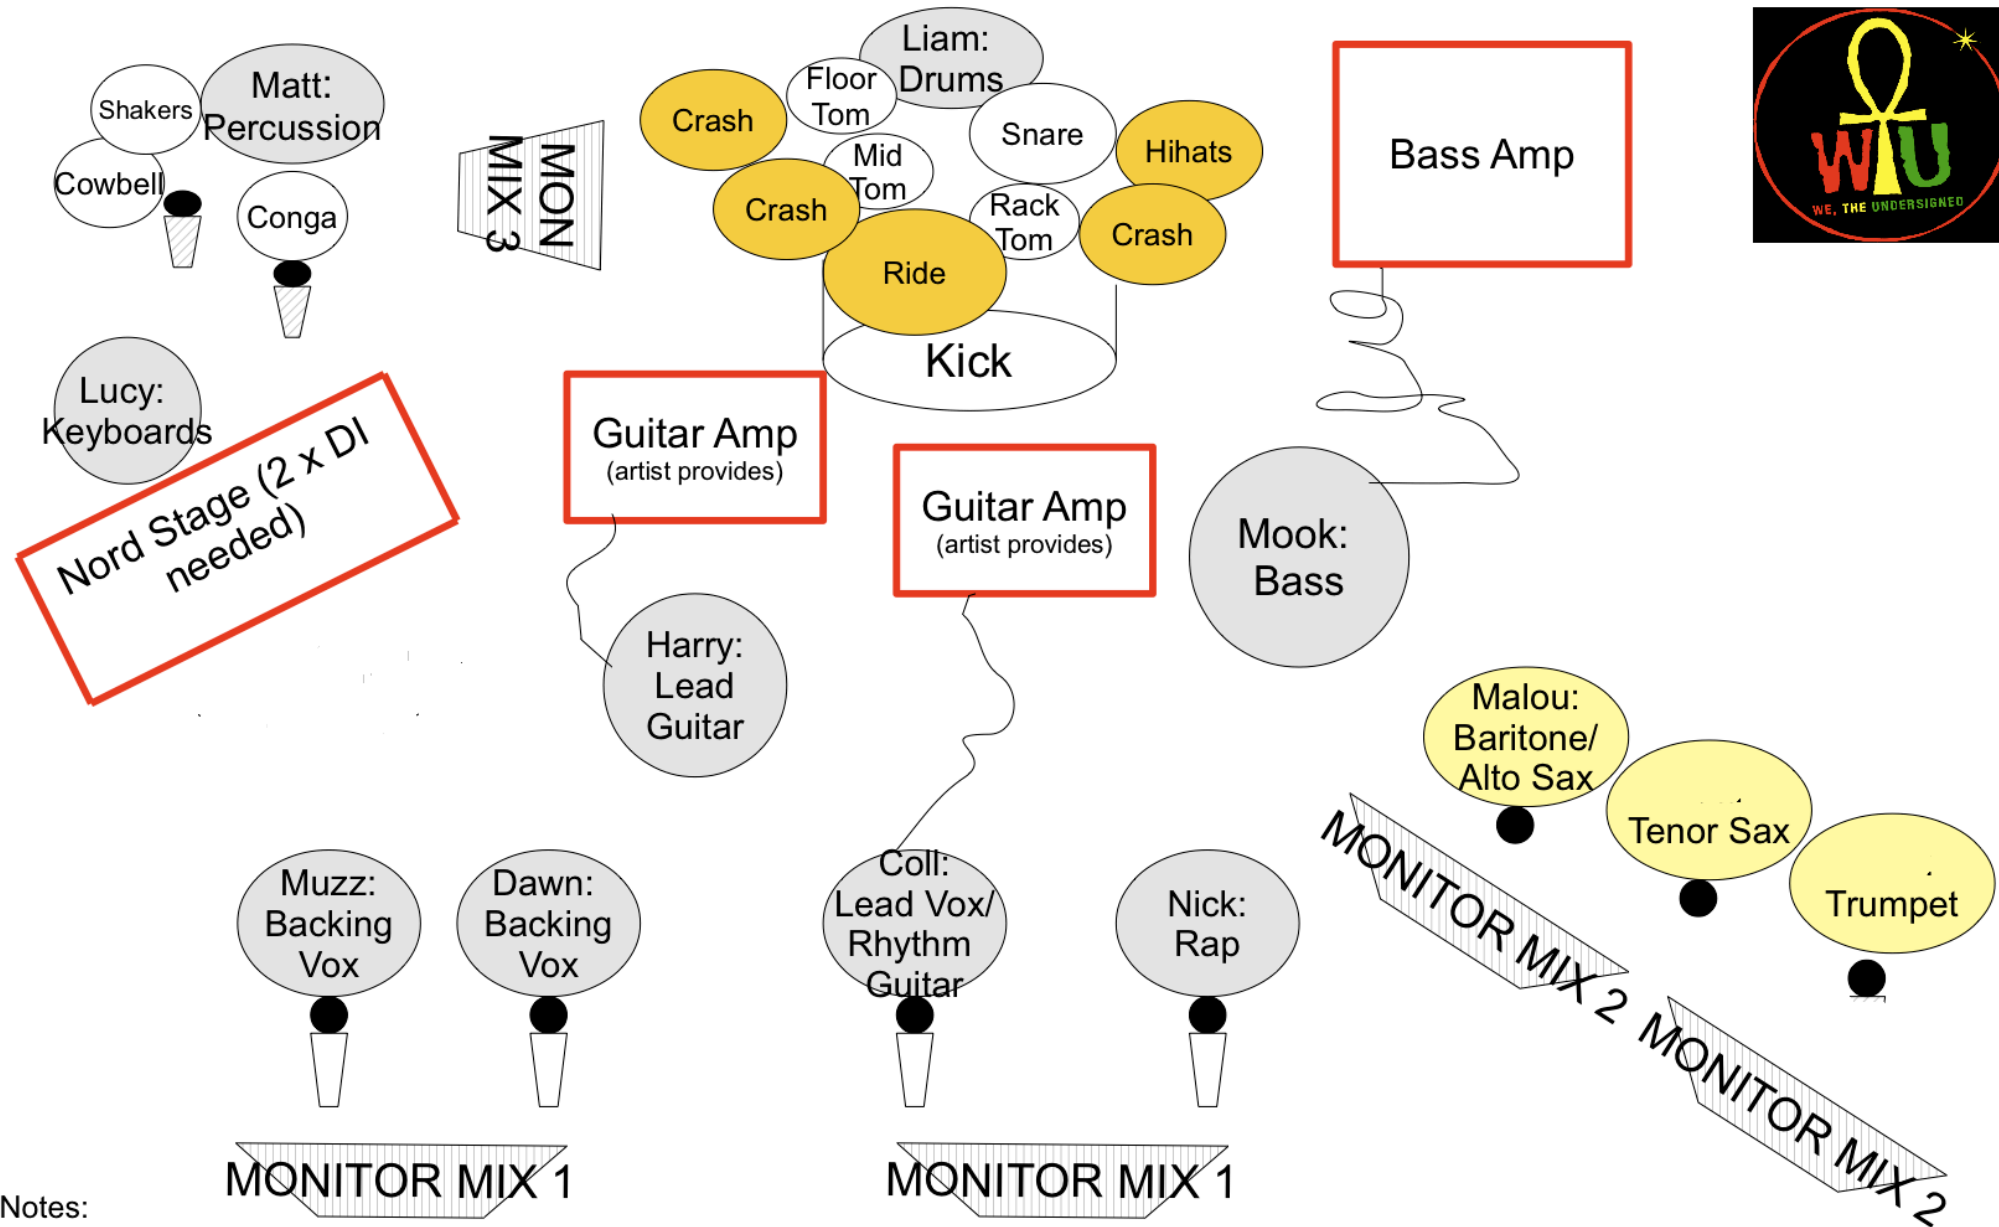 Liam:
Drums
Matt:
Percussion
Shakers
Cowbell
Conga
MON
MIX 3
Crash
Floor
Tom
Mid
Tom
Snare
Hihats
Crash
Rack
Tom
Crash
Ride
Kick
Bass Amp
WU
WE, THE UNDERSIGNED
Lucy:
Keyboards
Nord Stage (2 x DI
needed)
Guitar Amp
(artist provides)
Guitar Amp
(artist provides)
Mook:
Bass
Harry:
Lead
Guitar
Malou:
Baritone/
Alto Sax
Tenor Sax
Trumpet
Muzz:
Backing
Vox
Dawn:
Backing
Vox
Coll:
Lead Vox/
Rhythm
Guitar
Nick:
Rap
MONITOR MIX 2
MONITOR MIX 2
MONITOR MIX 1
MONITOR MIX 1
Notes: